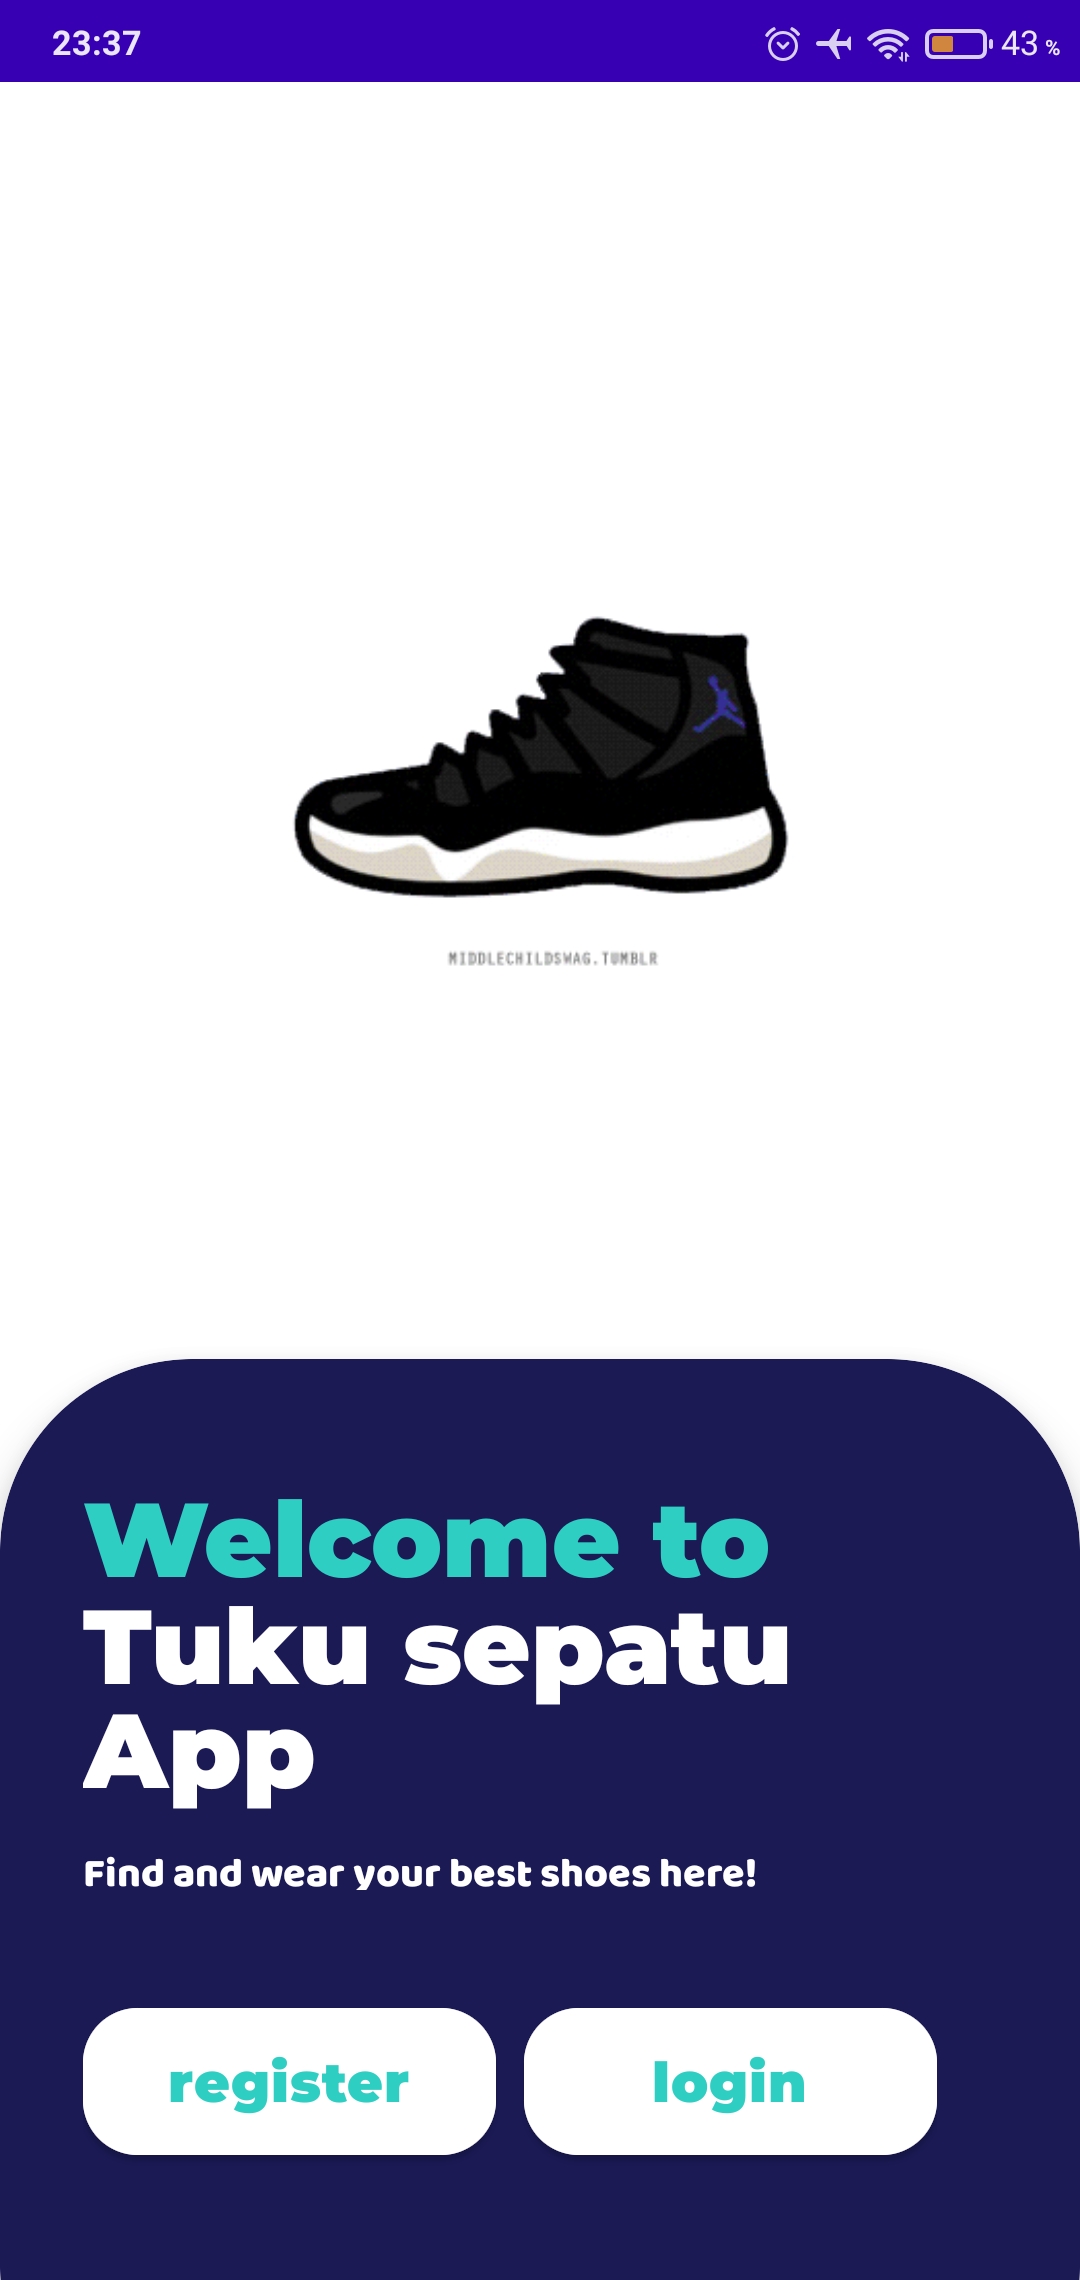 23:37
43 %
MIDDLECHILDSWAG.TUMBLR
Welcome to
Tuku sepatu
App
Find and wear your best shoes here!
register
login